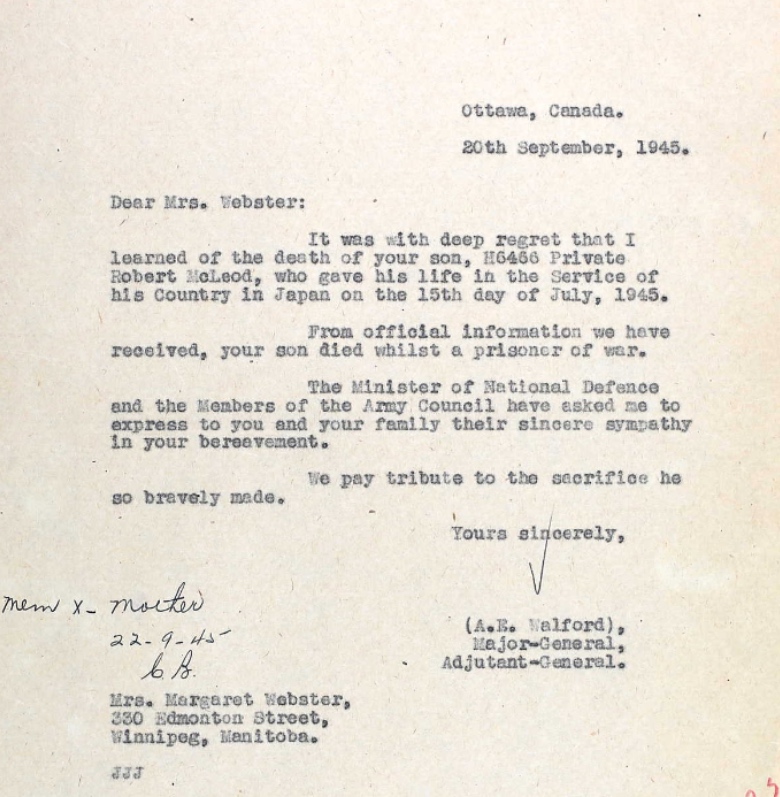 Ottawa, Canada.
20th September, 1945.
Dear Mrs. Webster:
It was with deep regret that I
learned of the death of your son, H6466 Private
Robert McLeod, who gave his life in the Service of
his Country in Japan on the 15th day of July, 1945.
From official information we have
received, your son died whilst a prisoner of war.
The Minister of National Defence
and the Members of the Army Council have asked me to
express to you and your family their sincere sympathy
in your bereavement.
We pay tribute to the sacrifice he
so bravely made.
Yours sincerely,
(A.E. Walford),
Major-General,
Adjutant-General.
Mem X- mother
22-9-45
C B.
Mrs. Margaret Webster,
330 Edmonton Street,
Winnipeg, Manitoba.
JJJ